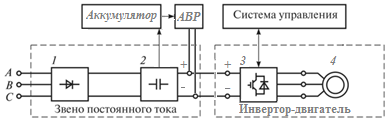 Аккумулятор
АВР
Система управления
1
2
+
+
3
4
A
B
C
-
-
Звено постоянного тока
Инвертор-двигатель